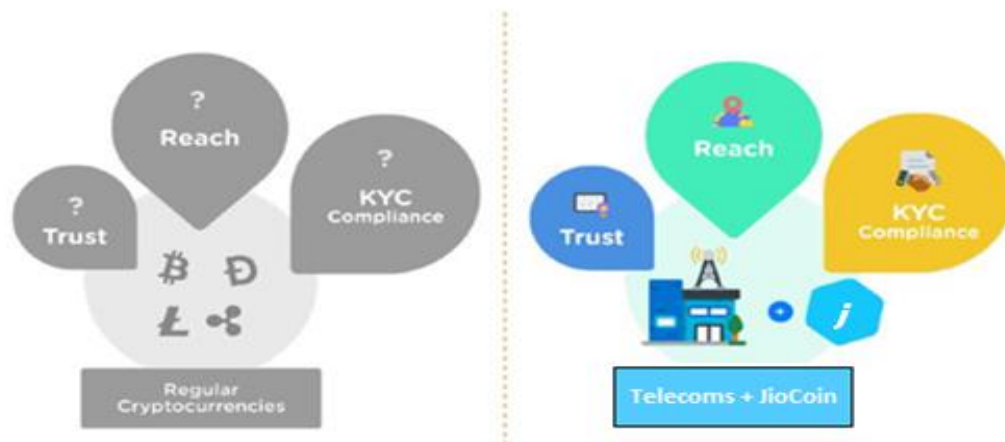 ?
Reach
?
KYC
Compliance
?
Trust
Regular
Cryptocurrencies
Reach
KYC
Compliance
Trust
+
j
Telecoms + JioCoin